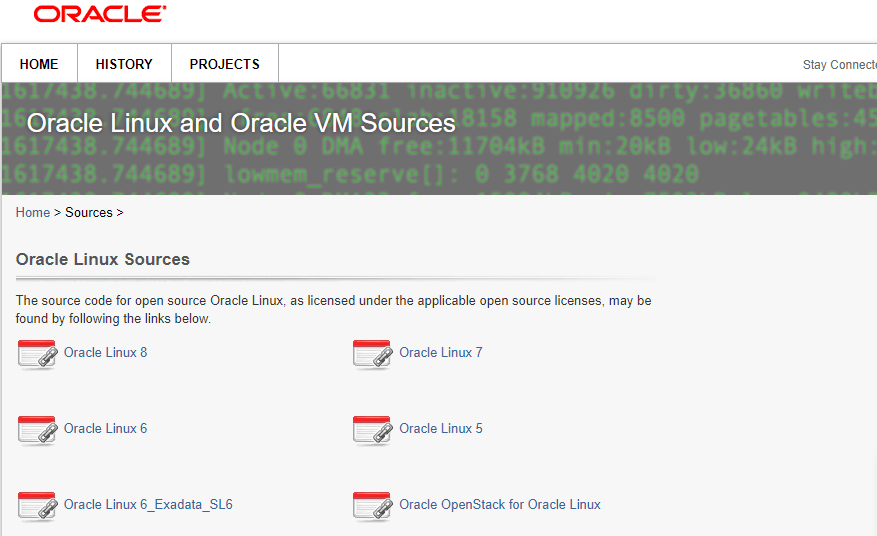 ORACLE
HOME HISTORY PROJECTS Stay Connecte
1617438.744689] Active:66831 inactive:910926 dirty:36860 writeb
Oracle Linux and Oracle VM Sources
18158 mapped:8500 pagetables:45
1617438.744689] Node 0 DMA free:11704kB min:20kB low:24kB high:
1617438.744689] lowmem_reserve[]: 0 3768 4020 4020
Home > Sources >
Oracle Linux Sources
The source code for open source Oracle Linux, as licensed under the applicable open source licenses, may be
found by following the links below.
Oracle Linux 8 Oracle Linux 7
Oracle Linux 6 Oracle Linux 5
Oracle Linux 6_Exadata_SL6 Oracle OpenStack for Oracle Linux